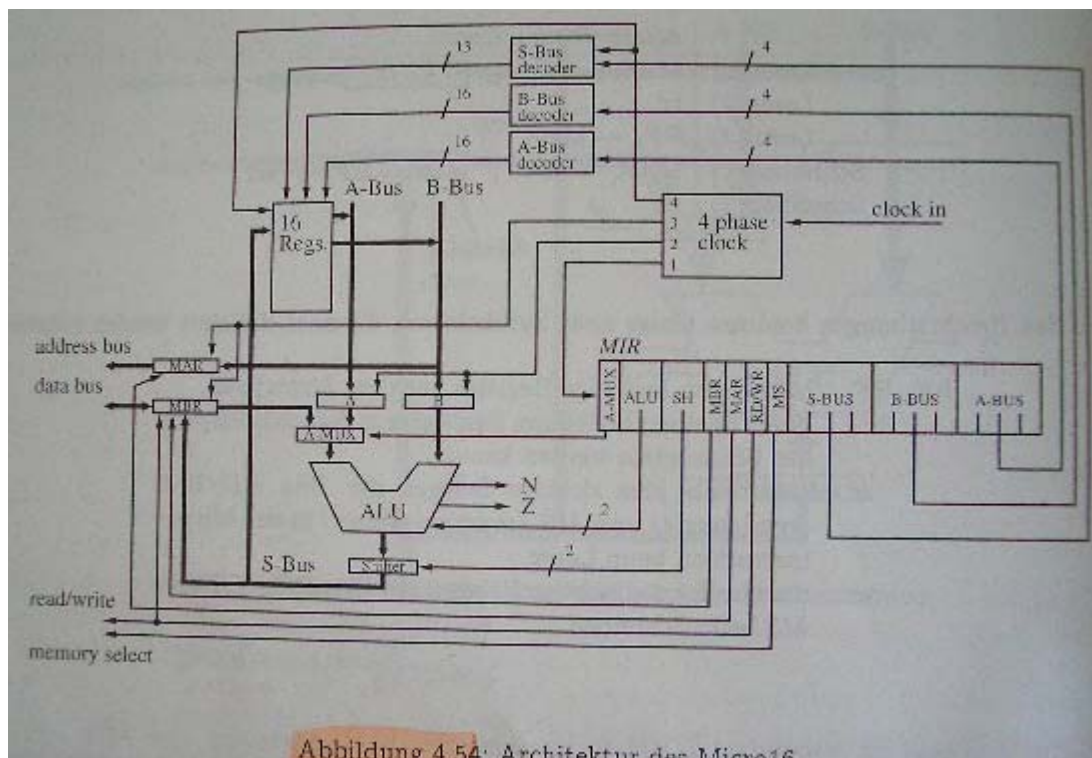 13
S-Bus
decoder
4
16
B-Bus
decoder
4
16
A-Bus
decoder
4
A-Bus
B-Bus
16
Regs.
4
3
2
1
4 phase
clock
clock in
address bus
MAR
data bus
MBR
A
B
A-MUX
MIR
A-MUX
ALU
SH
MBR
MAR
RD/WR
MS
S-BUS
B-BUS
A-BUS
ALU
N
Z
2
S-Bus
Shifter
2
read/write
memory select
Abbildung 4.54: Architektur des Micro16